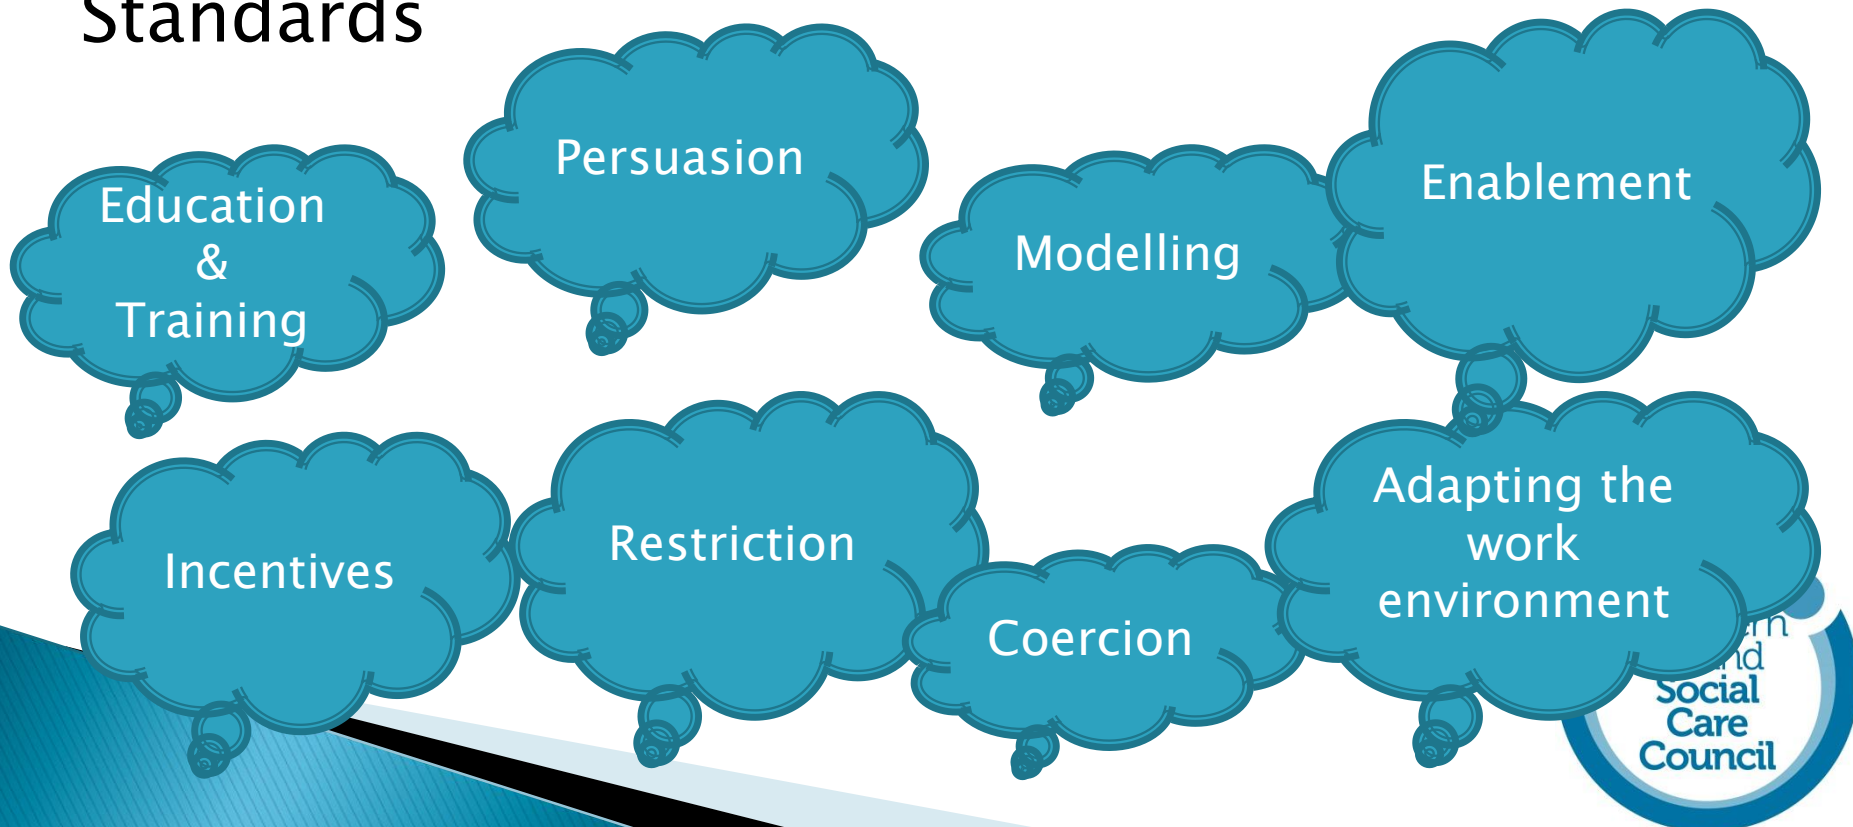 Standards
Persuasion
Enablement
Education
&
Training
Modelling
Adapting the
work
environment
Restriction
Incentives
Coercion
Social
Care
Council